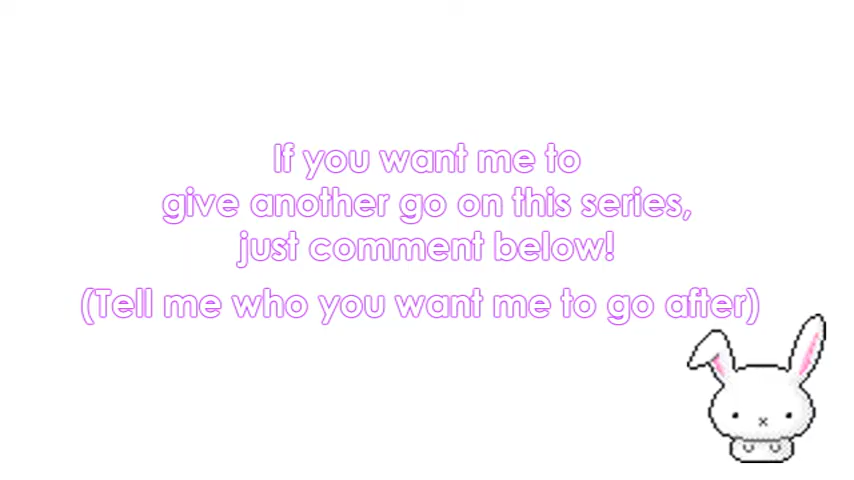 If you want me to
give another go on this series,
just comment below!
(Tell me who you want me to go after)